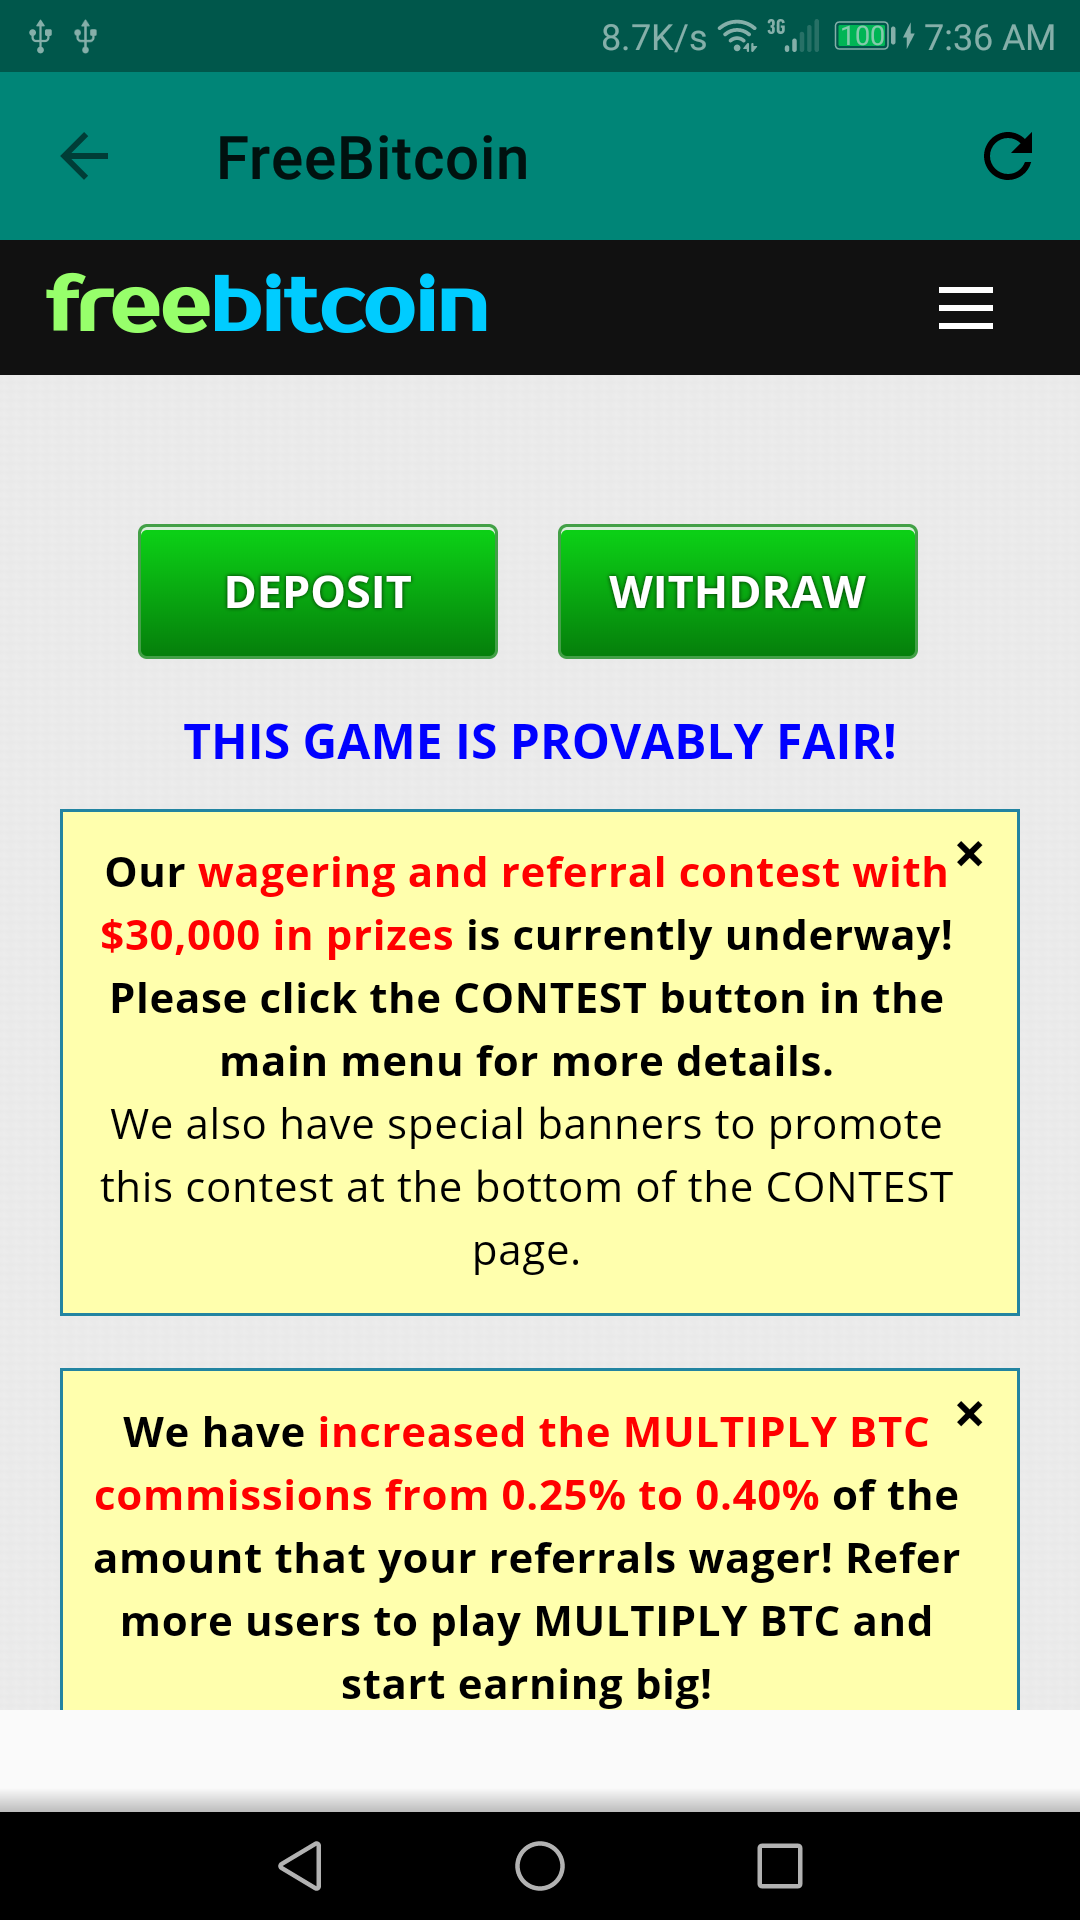 8.7K/s 3G 100 7:36 AM
FreeBitcoin
freebitcoin
DEPOSIT WITHDRAW
THIS GAME IS PROVABLY FAIR!
Our wagering and referral contest with
$30,000 in prizes is currently underway!
Please click the CONTEST button in the
main menu for more details.
We also have special banners to promote
this contest at the bottom of the CONTEST
page.
We have increased the MULTIPLY BTC
commissions from 0.25% to 0.40% of the
amount that your referrals wager! Refer
more users to play MULTIPLY BTC and
start earning big!